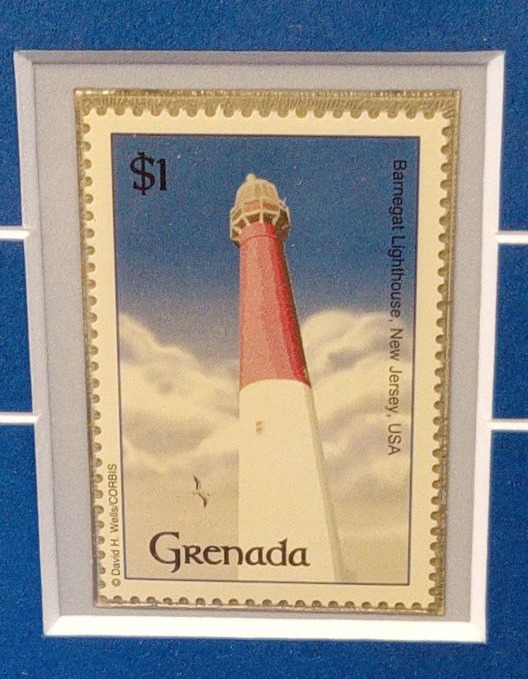 $1
Barnegat Lighthouse, New Jersey, USA
© David H. Wells/CORBIS
Grenada